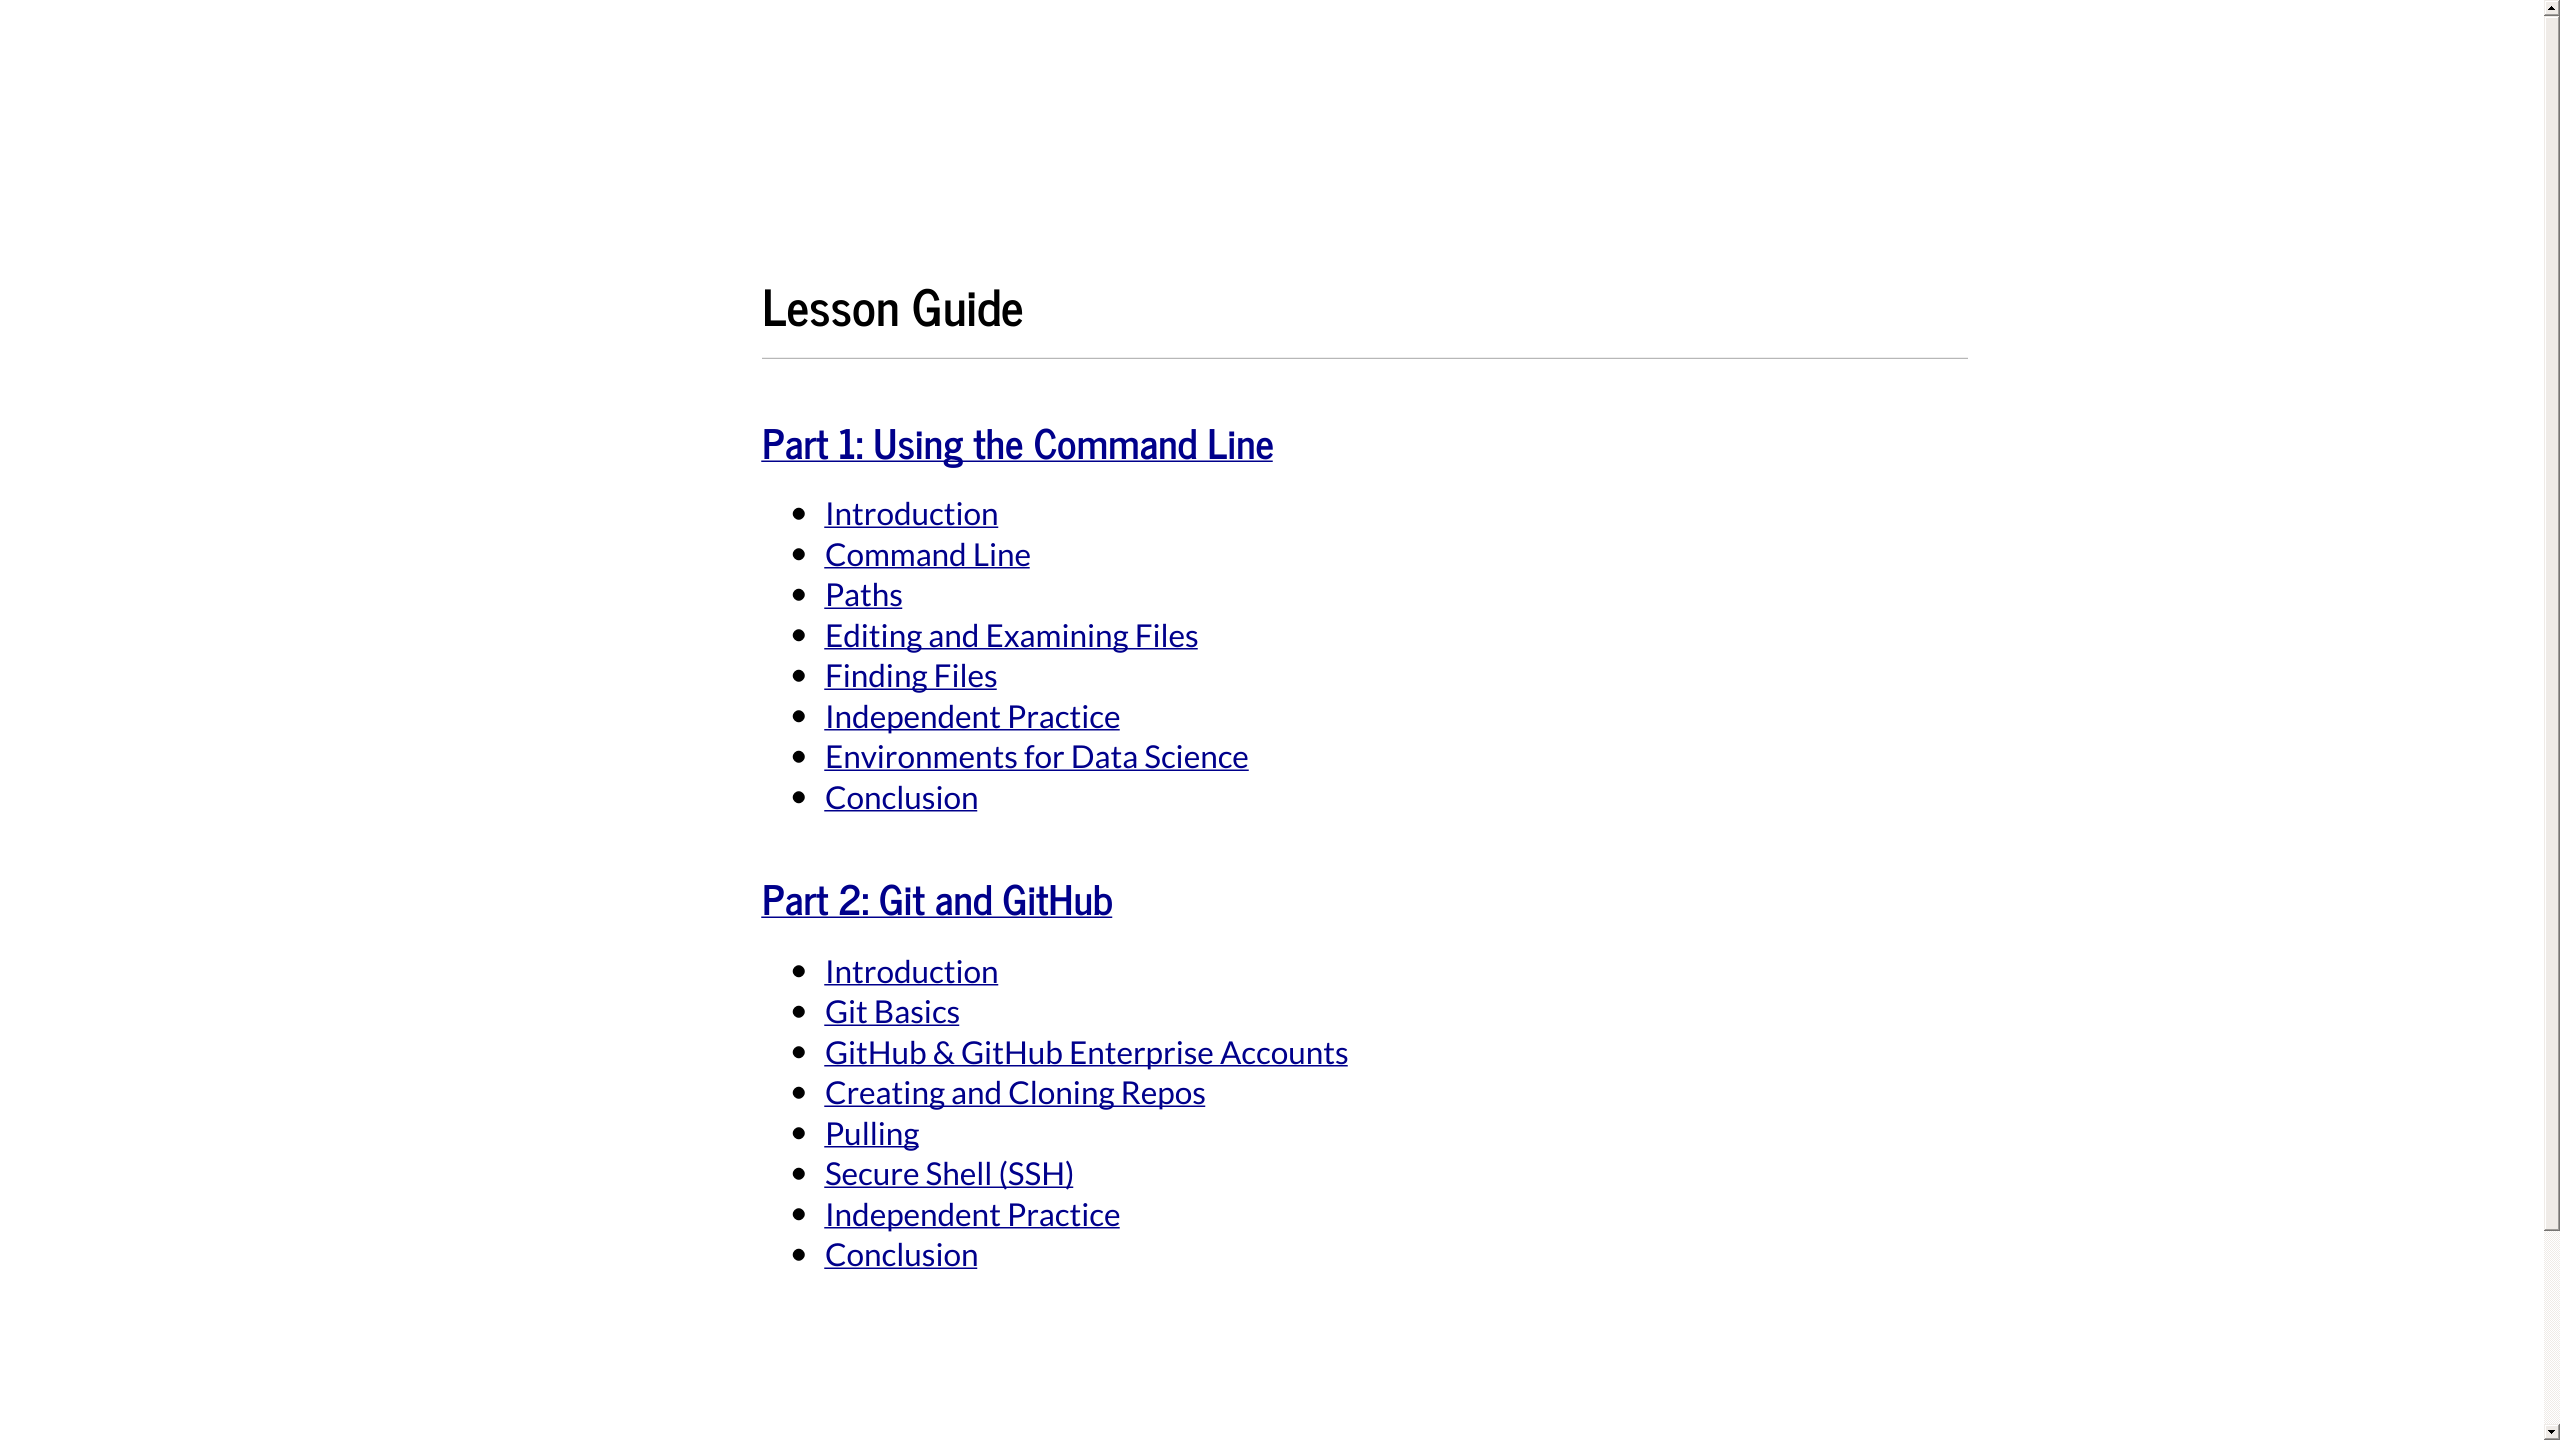 Lesson Guide
Part 1: Using the Command Line
Introduction
Command Line
Paths
Editing and Examining Files
Finding Files
Independent Practice
Environments for Data Science
Conclusion
Part 2: Git and GitHub
Introduction
Git Basics
GitHub & GitHub Enterprise Accounts
Creating and Cloning Repos
Pulling
Secure Shell (SSH)
Independent Practice
Conclusion